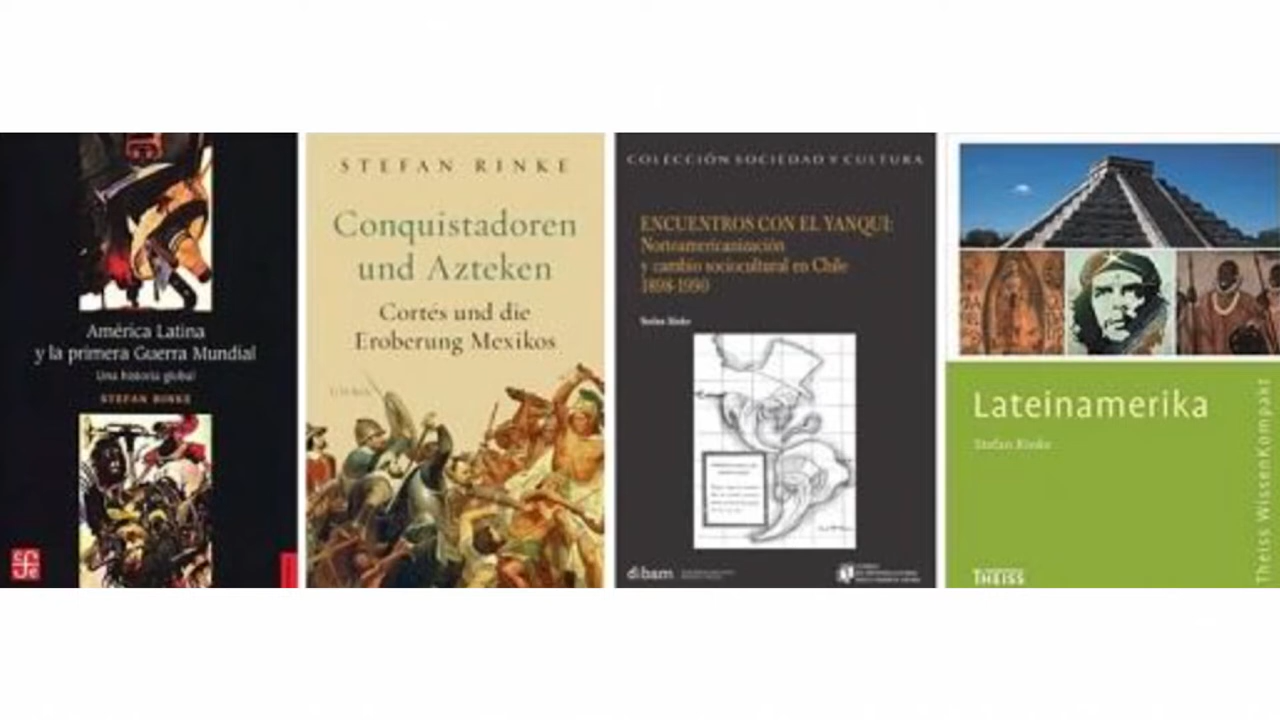 América Latina
y la primera Guerra Mundial
Una historia global
STEFAN RINKE
STEFAN RINKE
Conquistadoren
und Azteken
Cortés und die
Eroberung Mexikos
C.H.Beck
COLECCIÓN SOCIEDAD Y CULTURA
ENCUENTROS CON EL YANQUI:
Norteamericanización
y cambio sociocultural en Chile
1898-1990
Stefan Rinke
dibam
Lateinamerika
Stefan Rinke
Theiss WissenKompakt
THEISS